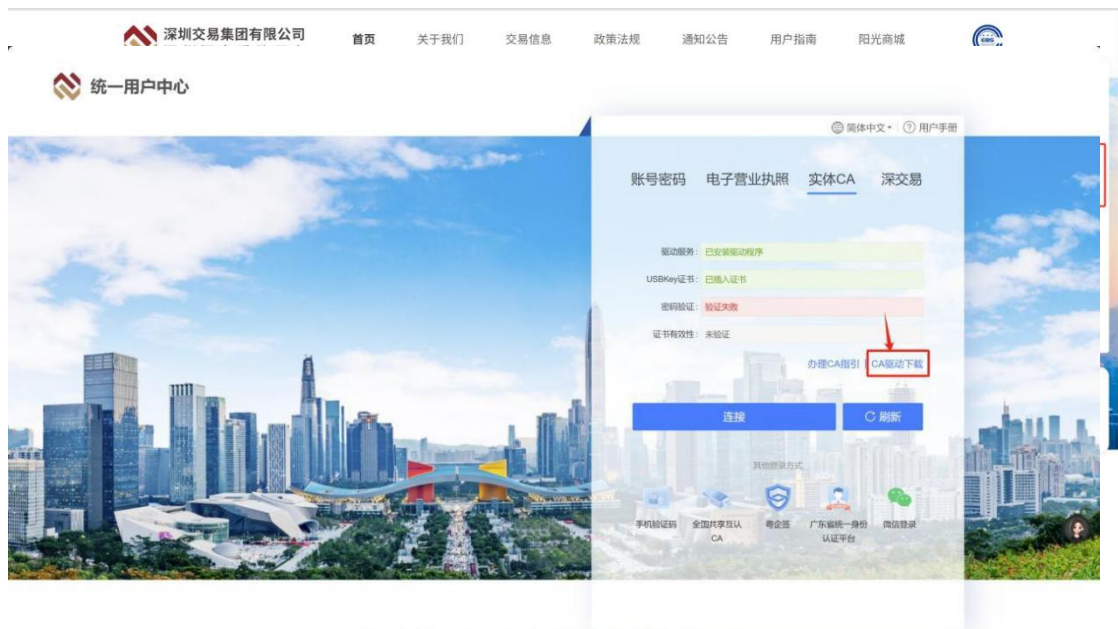 深圳交易集团有限公司
首页 关于我们 交易信息 政策法规 通知公告 用户指南 阳光商城
统一用户中心
简体中文 用户手册
账号密码 电子营业执照 实体CA 深交易
驱动服务： 已安装驱动程序
USBKey证书： 已插入证书
密码验证： 验证失败
证书有效性： 未验证
办理CA指引 | CA驱动下载
连接 刷新
其他登录方式
手机验证码 全国共享互认 粤企签 广东省统一身份 微信登录
CA 认证平台